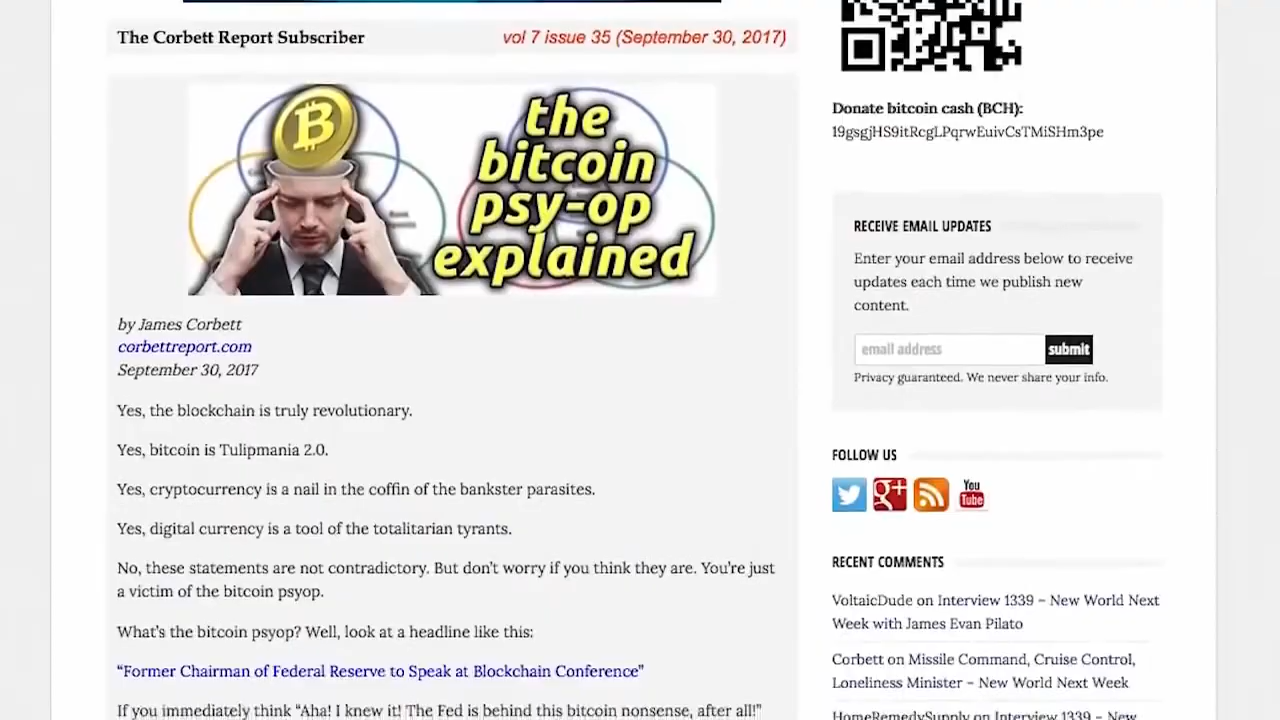 The Corbett Report Subscriber
vol 7 issue 35 (September 30, 2017)
the
bitcoin
psy-op
explained
by James Corbett
corbettreport.com
September 30, 2017
Yes, the blockchain is truly revolutionary.
Yes, bitcoin is Tulipmania 2.0.
Yes, cryptocurrency is a nail in the coffin of the bankster parasites.
Yes, digital currency is a tool of the totalitarian tyrants.
No, these statements are not contradictory. But don't worry if you think they are. You're just
a victim of the bitcoin psyop.
What's the bitcoin psyop? Well, look at a headline like this:
“Former Chairman of Federal Reserve to Speak at Blockchain Conference”
If you immediately think “Aha! I knew it! The Fed is behind this bitcoin nonsense, after all!”
Donate bitcoin cash (BCH):
19gsgjHS9itRcgLPqrwEuivCsTMiSHm3pe
RECEIVE EMAIL UPDATES
Enter your email address below to receive
updates each time we publish new
content.
email address
submit
Privacy guaranteed. We never share your info.
FOLLOW US
g+
You
Tube
RECENT COMMENTS
VoltaicDude on Interview 1339 – New World Next
Week with James Evan Pilato
Corbett on Missile Command, Cruise Control,
Loneliness Minister – New World Next Week
HomeRemedySupply on Interview 1339 – New